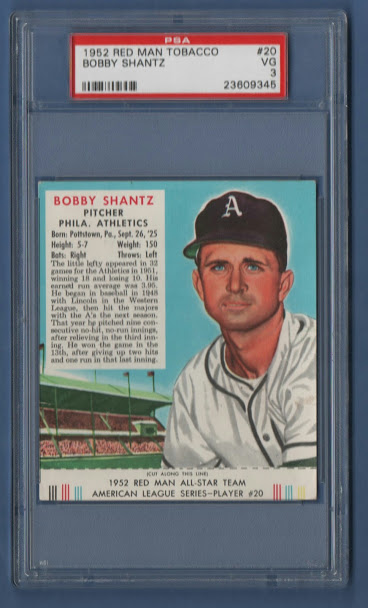 PSA
1952 RED MAN TOBACCO #20
BOBBY SHANTZ VG
3
23609345
BOBBY SHANTZ
PITCHER
PHILA. ATHLETICS
Born: Pottstown, Pa., Sept. 26, '25
Height: 5-7 Weight: 150
Bats: Right Throws: Left
The little lefty appeared in 32
games for the Athletics in 1951,
winning 18 and losing 10. His
earned run average was 3.95.
He began in baseball in 1948
with Lincoln in the Western
League, then hit the majors
with the A's the next season.
That year he pitched nine con-
secutive no-hit, no-run innings,
after relieving in the third inn-
ing. He won the game in the
13th, after giving up two hits
and one run in that last inning.
A
(CUT ALONG THIS LINE)
1952 RED MAN ALL-STAR TEAM
AMERICAN LEAGUE SERIES—PLAYER #20